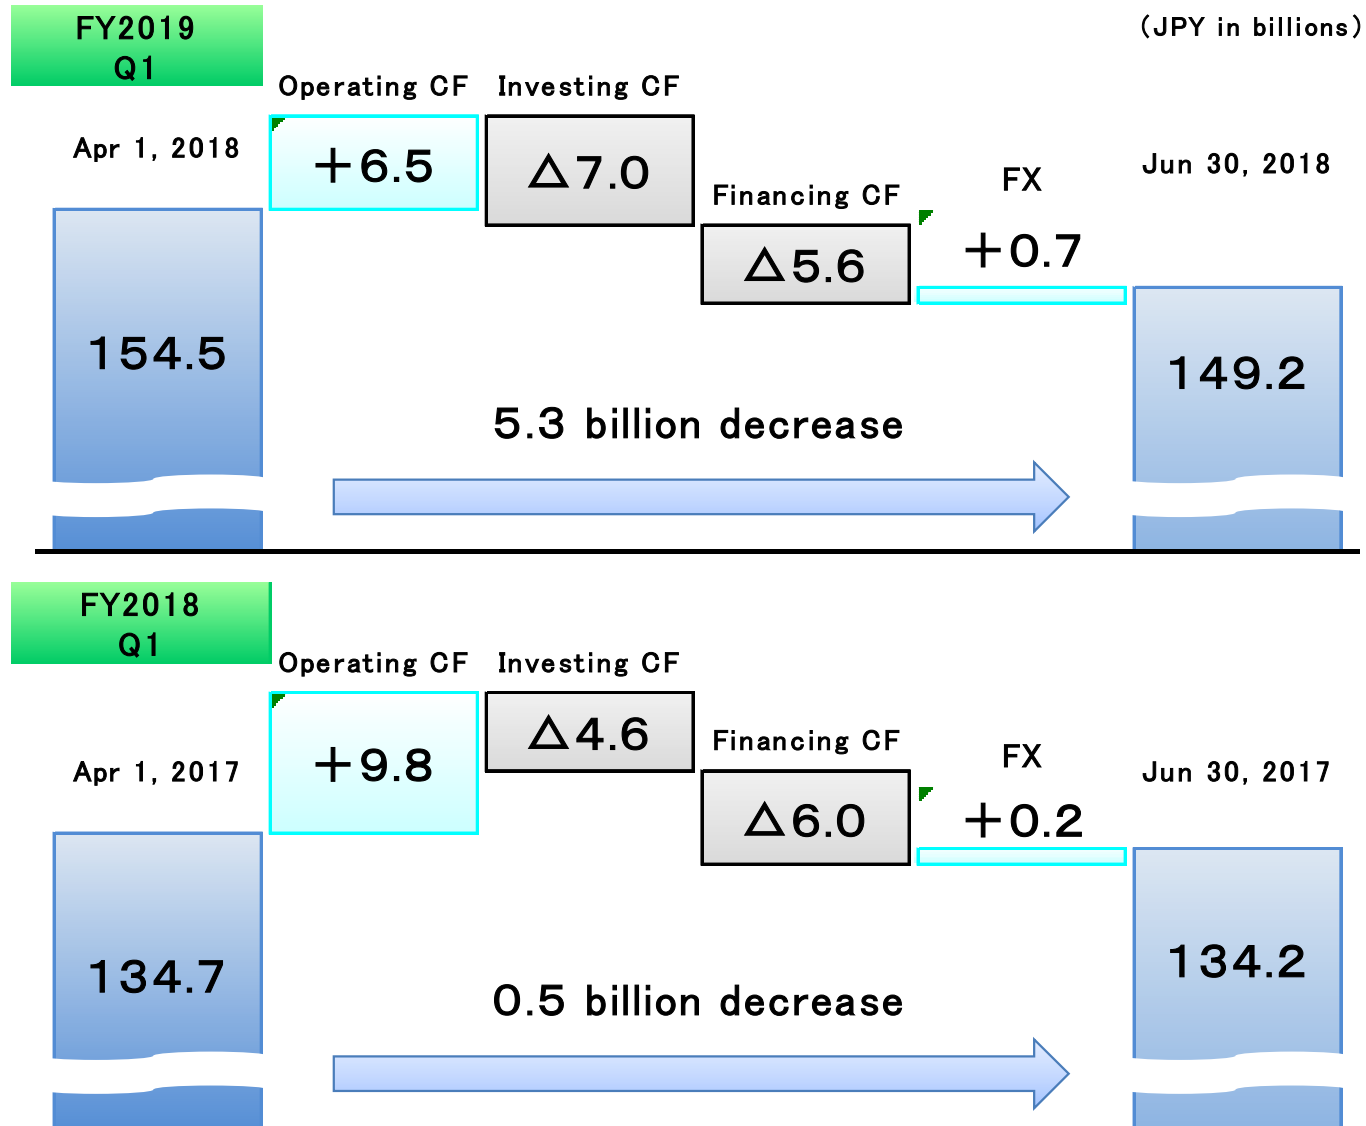 FY2019
Q1
（JPY in billions）
Operating CF
Investing CF
Apr 1, 2018
＋6.5
△7.0
Financing CF
FX
Jun 30, 2018
△5.6
＋0.7
154.5
149.2
5.3 billion decrease
FY2018
Q1
Operating CF
Investing CF
Apr 1, 2017
＋9.8
△4.6
Financing CF
FX
Jun 30, 2017
△6.0
＋0.2
134.7
134.2
0.5 billion decrease